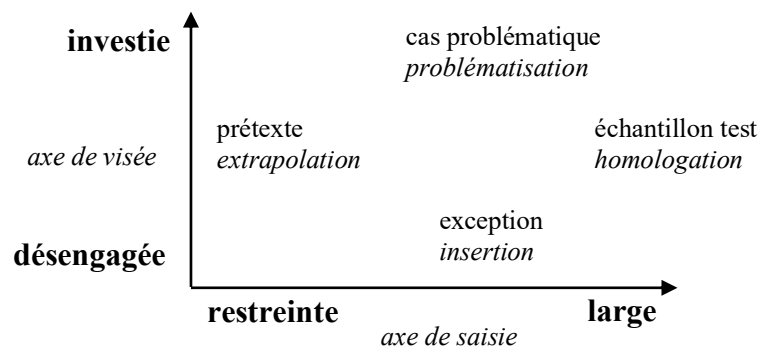 investie
cas problématique
problématisation
axe de visée
prétexte
extrapolation
échantillon test
homologation
exception
insertion
désengagée
restreinte
large
axe de saisie